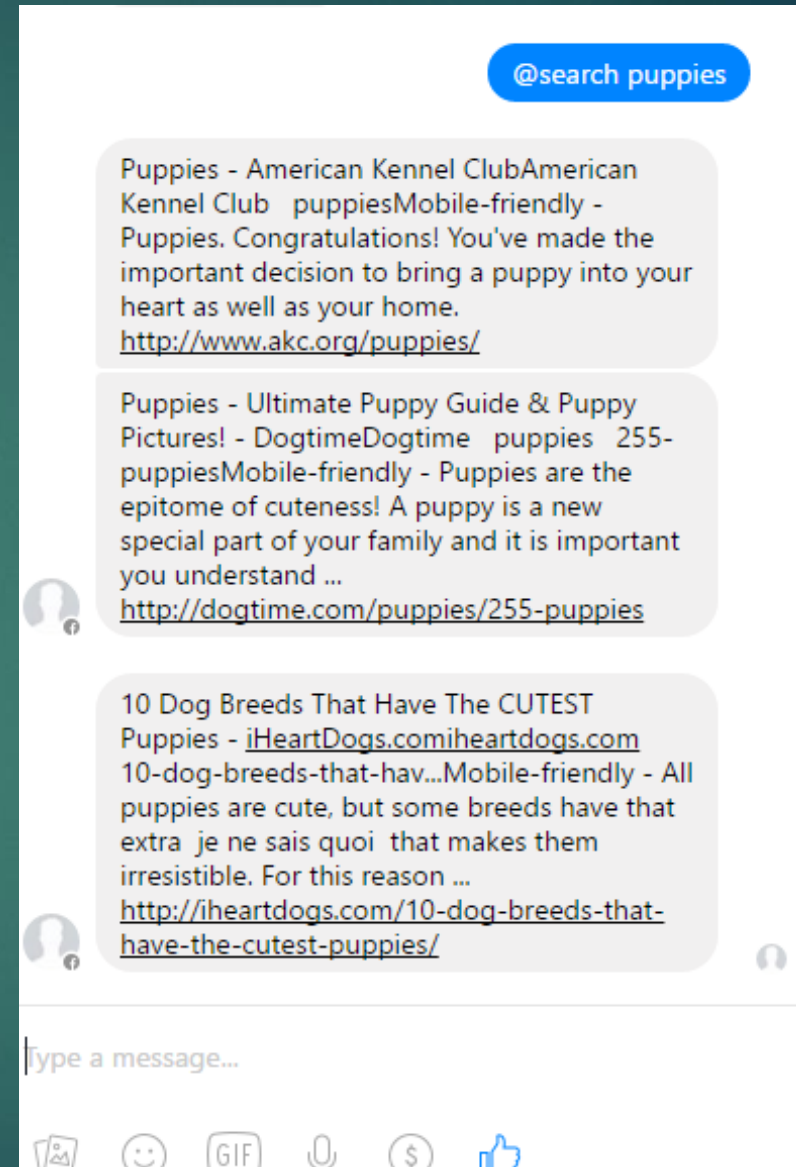 @search puppies
Puppies - American Kennel ClubAmerican
Kennel Club   puppiesMobile-friendly -
Puppies. Congratulations! You've made the
important decision to bring a puppy into your
heart as well as your home.
http://www.akc.org/puppies/
Puppies - Ultimate Puppy Guide & Puppy
Pictures! - DogtimeDogtime   puppies   255-
puppiesMobile-friendly - Puppies are the
epitome of cuteness! A puppy is a new
special part of your family and it is important
you understand ...
http://dogtime.com/puppies/255-puppies
10 Dog Breeds That Have The CUTEST
Puppies - iHeartDogs.comiheartdogs.com
10-dog-breeds-that-hav...Mobile-friendly - All
puppies are cute, but some breeds have that
extra  je ne sais quoi  that makes them
irresistible. For this reason ...
http://iheartdogs.com/10-dog-breeds-that-
have-the-cutest-puppies/
Type a message...
GIF
$